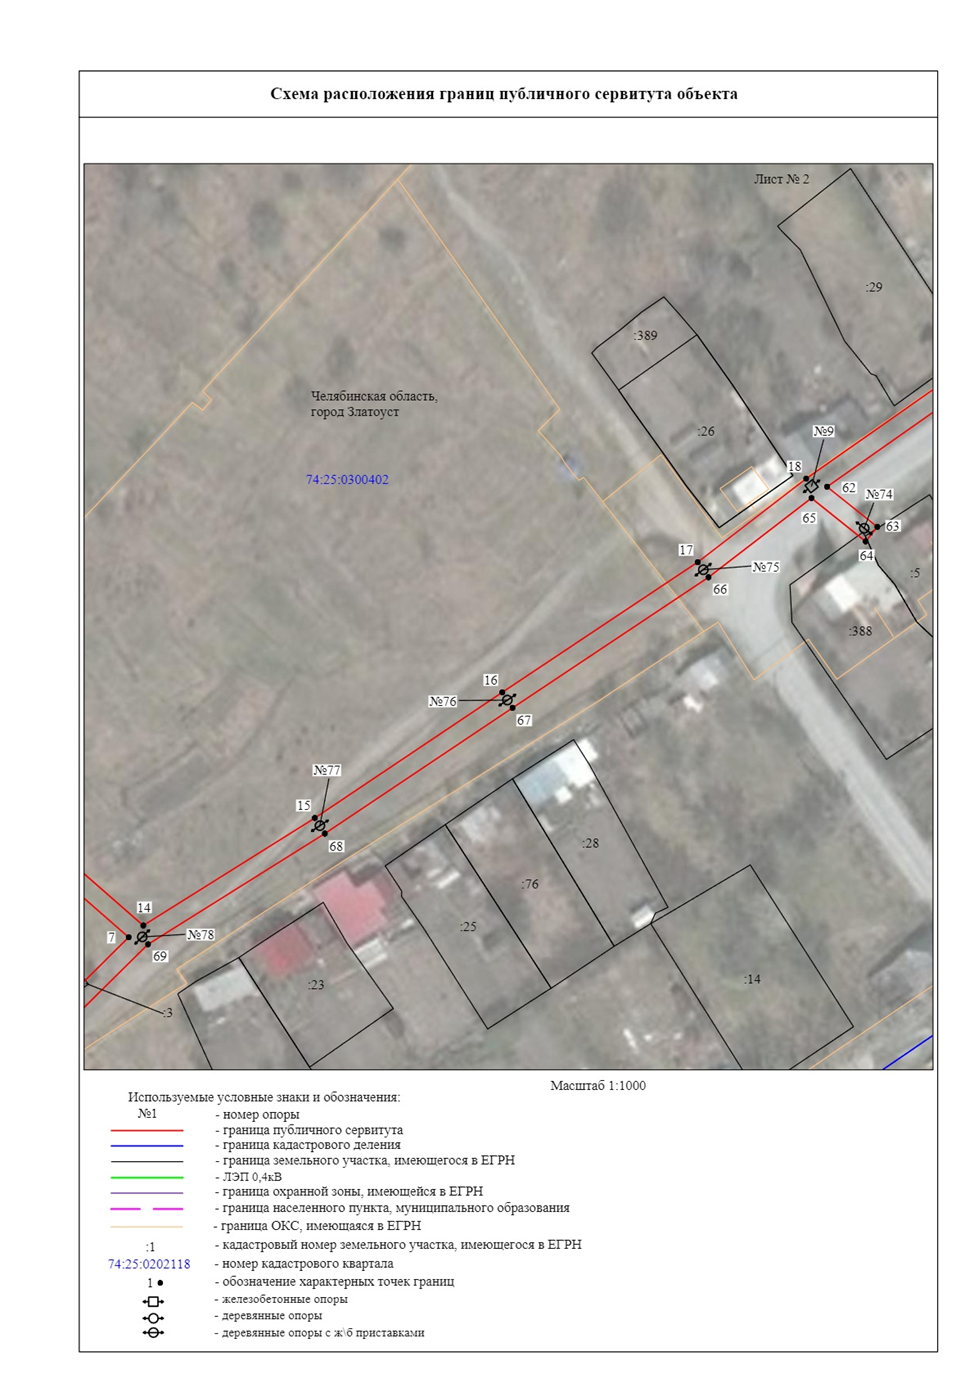 Схема расположения границ публичного сервитута объекта
Лист № 2
:29
:389
Челябинская область,
город Златоуст
:26
№9
74:25:0300402
18
62
№74
65
63
64
17
№75
:5
66
:388
16
№76
67
№77
15
68
:28
:76
14
:25
7
№78
69
:14
:23
:3
Масштаб 1:1000
Используемые условные знаки и обозначения:
№1 - номер опоры
- граница публичного сервитута
- граница кадастрового деления
- граница земельного участка, имеющегося в ЕГРН
- ЛЭП 0,4кВ
- граница охранной зоны, имеющейся в ЕГРН
- граница населенного пункта, муниципального образования
- граница ОКС, имеющаяся в ЕГРН
:1 - кадастровый номер земельного участка, имеющегося в ЕГРН
74:25:0202118 - номер кадастрового квартала
1 - обозначение характерных точек границ
- железобетонные опоры
- деревянные опоры
- деревянные опоры с ж\б приставками